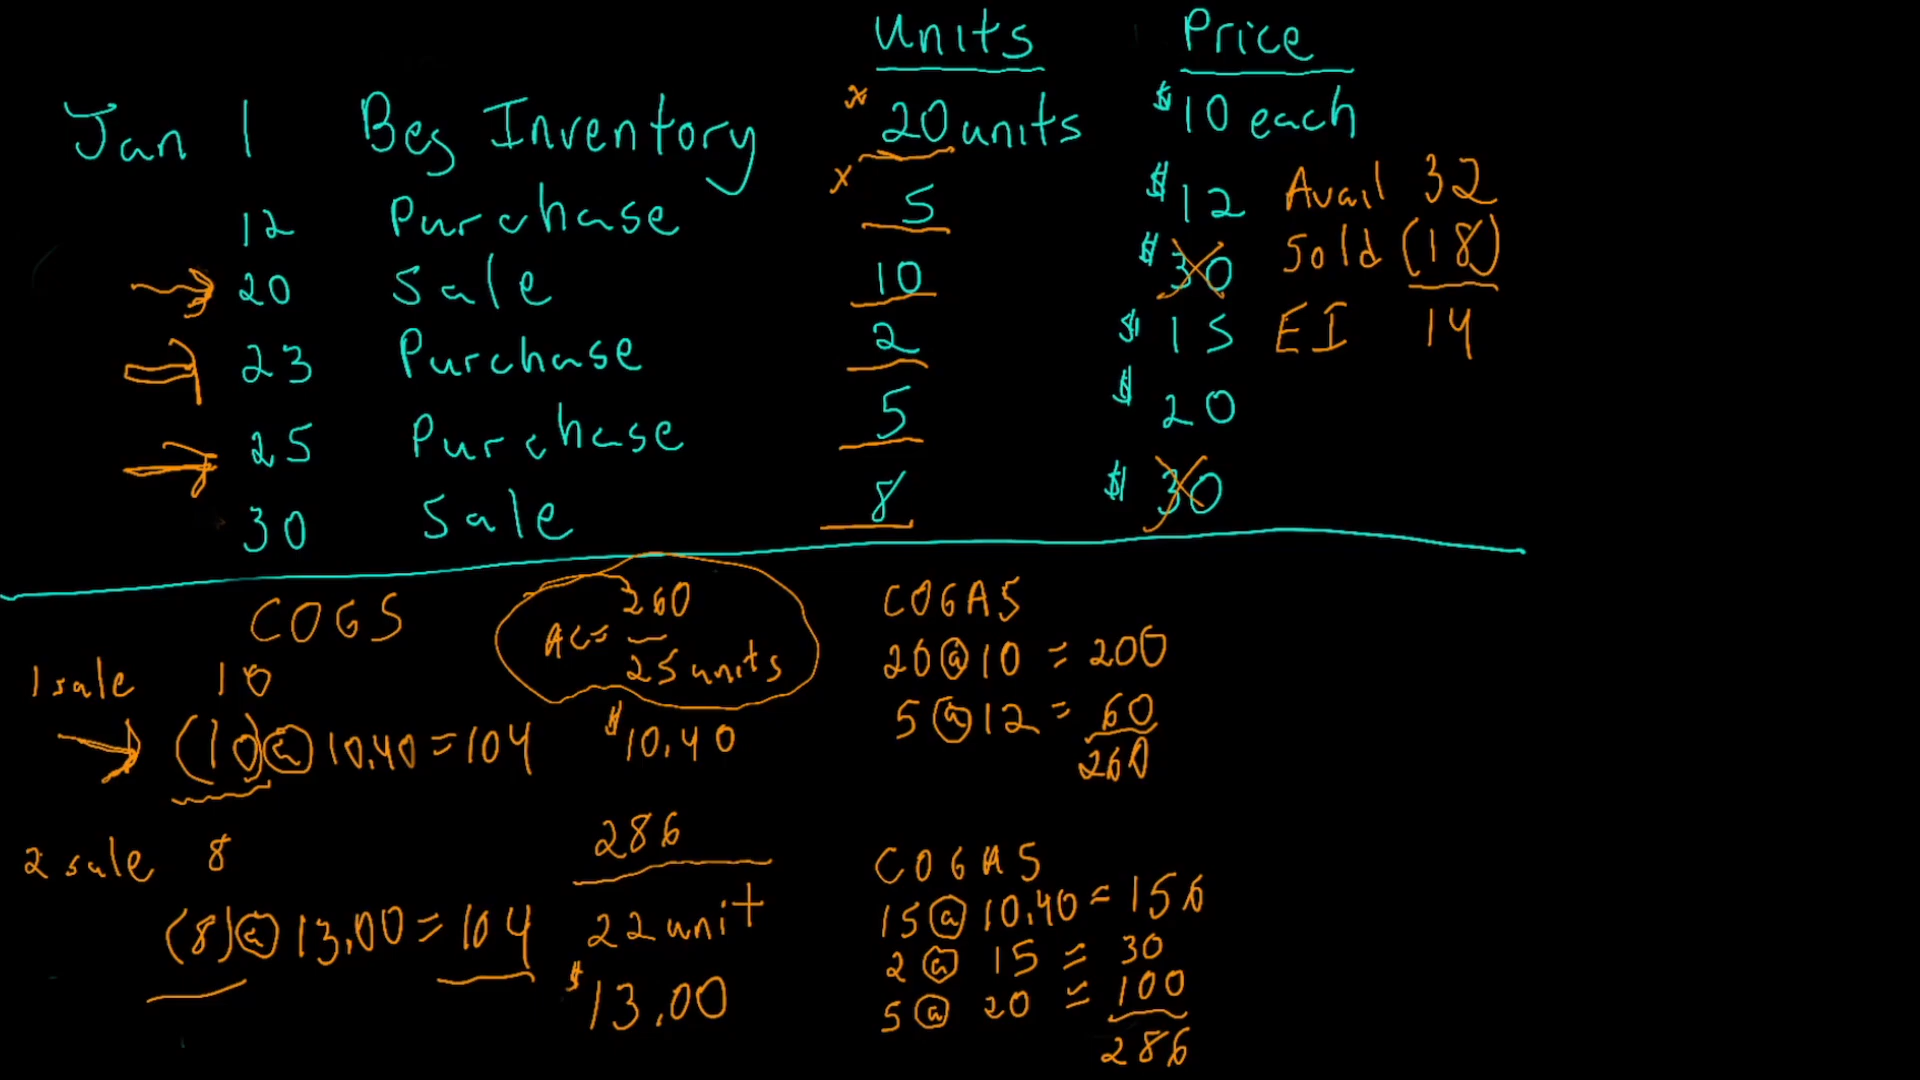 Units Price
Jan 1 Beg Inventory x 20 units $10 each
12 Purchase x 5 $12 Avail 32
20 Sale 10 $30 Sold (18)
23 Purchase 2 $15 EI 14
25 Purchase 5 $20
30 Sale 8 $30
COGS AC= 260 COGAS
25 units
1 sale 10 20@10 = 200
(10)@10.40=104 $10.40 5@12= 60
260
2 sale 8 286 COGAS
22 unit 15@10.40=156
(8)@13.00=104 2@15 = 30
$13.00 5@20 = 100
286